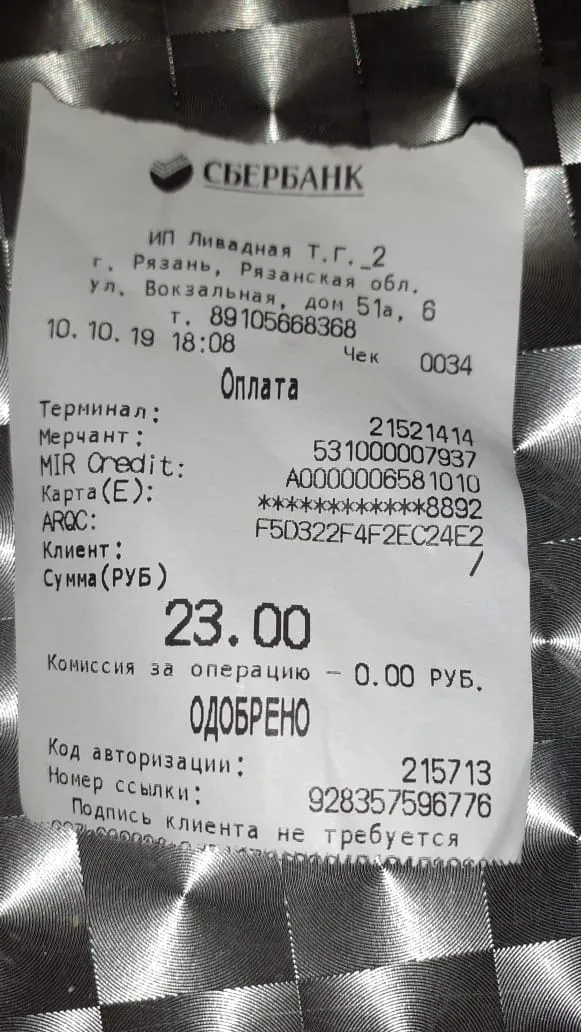 СБЕРБАНК
ИП Ливадная Т.Г._2
г. Рязань, Рязанская обл.
ул. Вокзальная, дом 51а, 6
т. 89105668368
10.10.19 18:08 Чек 0034
Оплата
Терминал: 21521414
Мерчант: 531000007937
MIR Credit: A0000006581010
Карта(E): ************8892
ARQC: F5D322F4F2EC24E2
Клиент: /
Сумма(РУБ)
23.00
Комиссия за операцию – 0.00 РУБ.
ОДОБРЕНО
Код авторизации: 215713
Номер ссылки: 928357596776
Подпись клиента не требуется